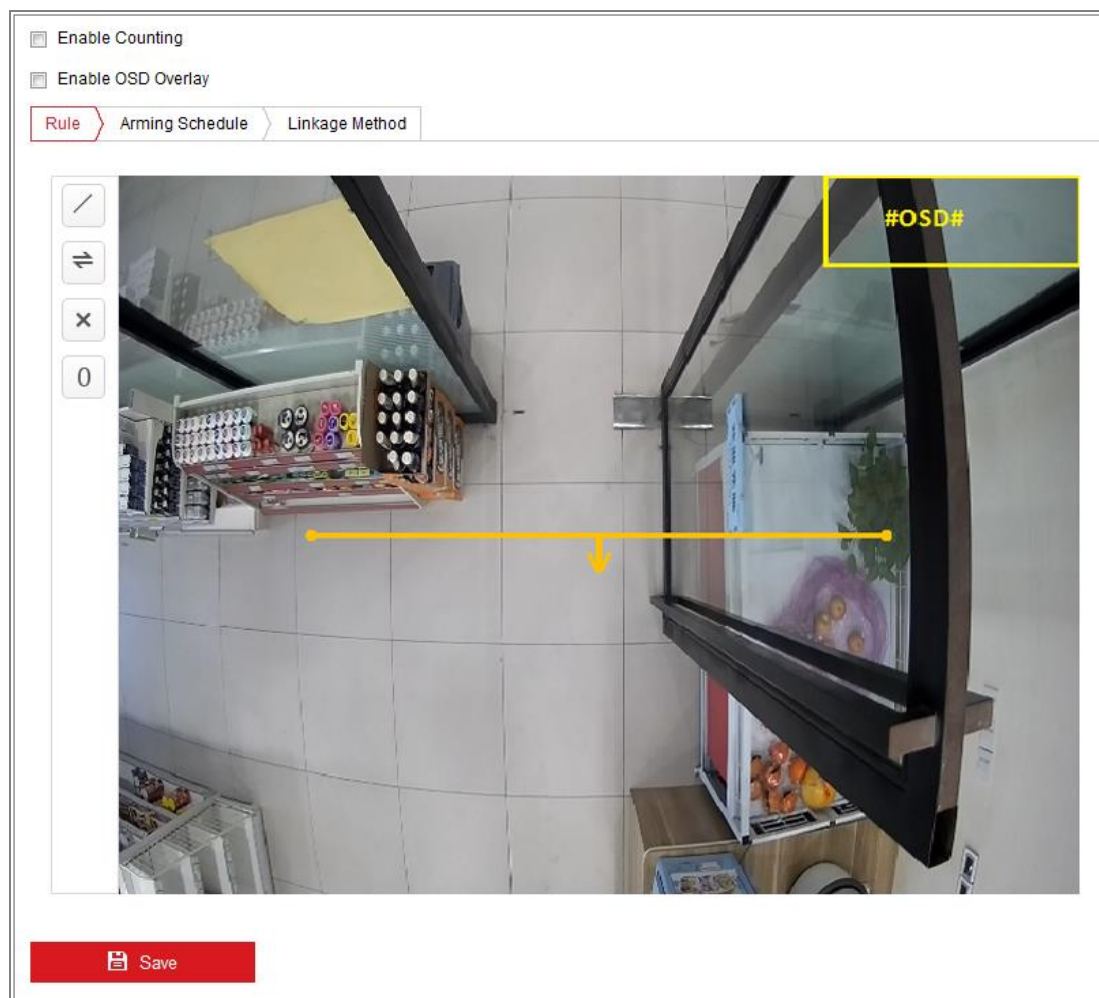 Enable Counting
Enable OSD Overlay
Rule Arming Schedule Linkage Method
#OSD#
0
Save